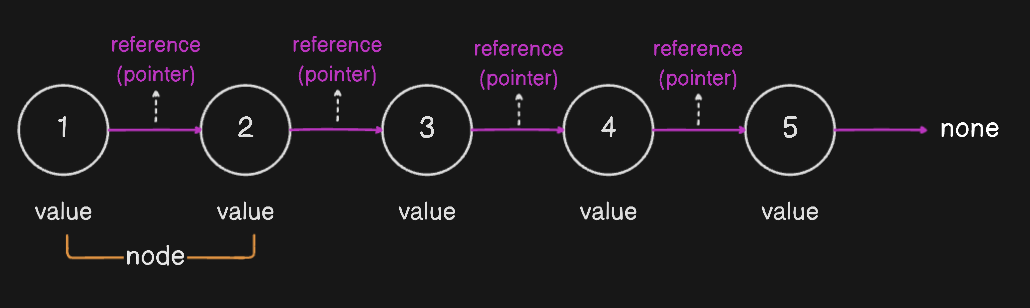 reference
(pointer)
reference
(pointer)
reference
(pointer)
reference
(pointer)
1
2
3
4
5
none
value
value
value
value
value
node